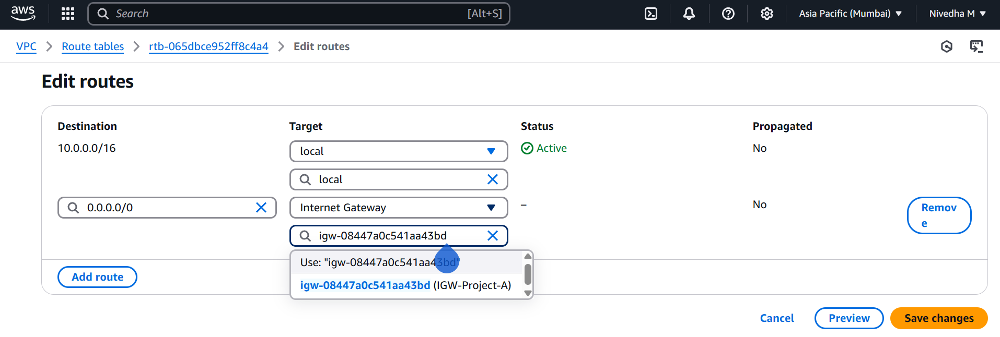 aws
Search [Alt+S]
Asia Pacific (Mumbai)
Nivedha M
VPC > Route tables > rtb-065dbce952ff8c4a4 > Edit routes
Edit routes
Destination Target Status Propagated
10.0.0.0/16 local Active No
local
0.0.0.0/0 Internet Gateway – No Remov
e
igw-08447a0c541aa43bd
Use: "igw-08447a0c541aa43bd"
Add route
igw-08447a0c541aa43bd (IGW-Project-A)
Cancel Preview Save changes